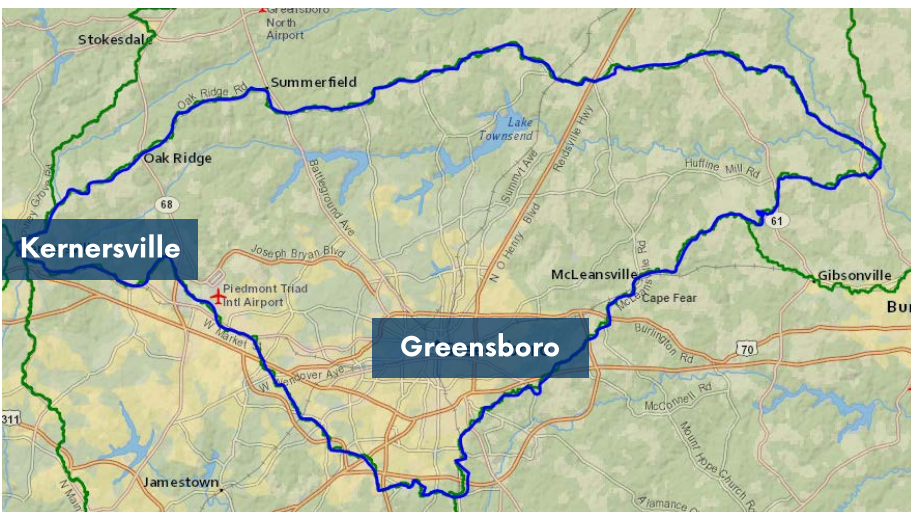 Greensboro
North
Airport
Stokesdale
Summerfield
Oak Ridge Rd
Lake
Townsend
Reidsville Hwy
Summit Ave
Oak Ridge
Battleground Ave
Huffine Mill Rd
68
61
N O Henry Blvd
Kernersville
Joseph Bryan Blvd
McLeansville
Gibsonville
Piedmont Triad
Intl Airport
Cape Fear
W Market
Burlington Rd
Greensboro
70
W Wendover Ave
McConnell Rd
311
Mount Hope Church Rd
Jamestown
N Main
Alamance